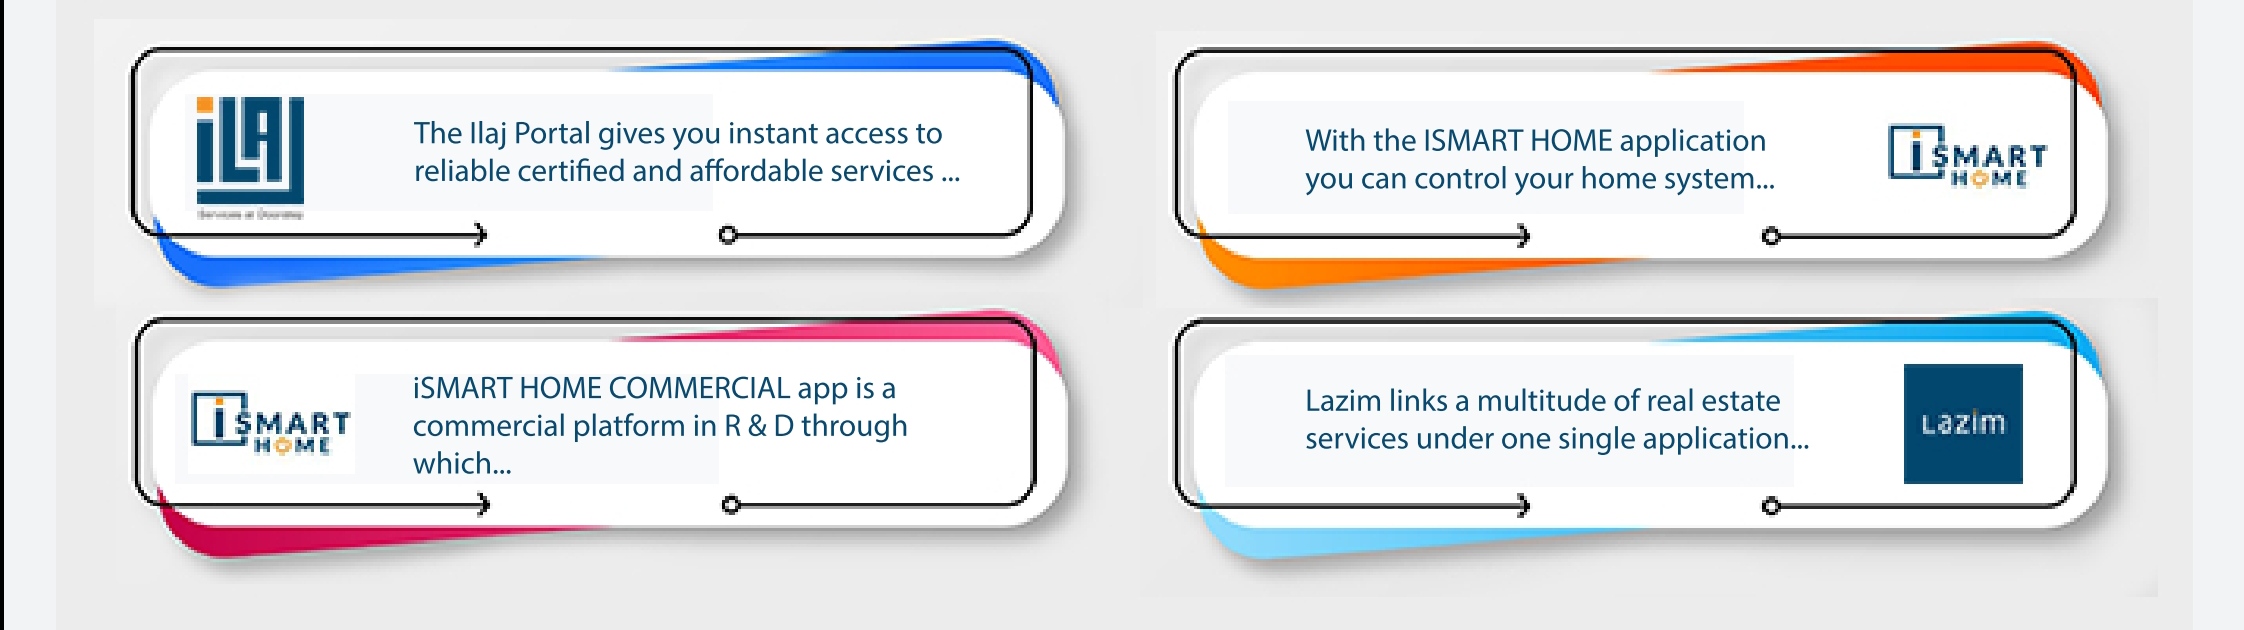 iLAJ
Services at Doorstep
The Ilaj Portal gives you instant access to
reliable certified and affordable services ...
With the ISMART HOME application
you can control your home system...
iSMART
HOME
iSMART
HOME
iSMART HOME COMMERCIAL app is a
commercial platform in R & D through
which...
Lazim links a multitude of real estate
services under one single application...
Lazim